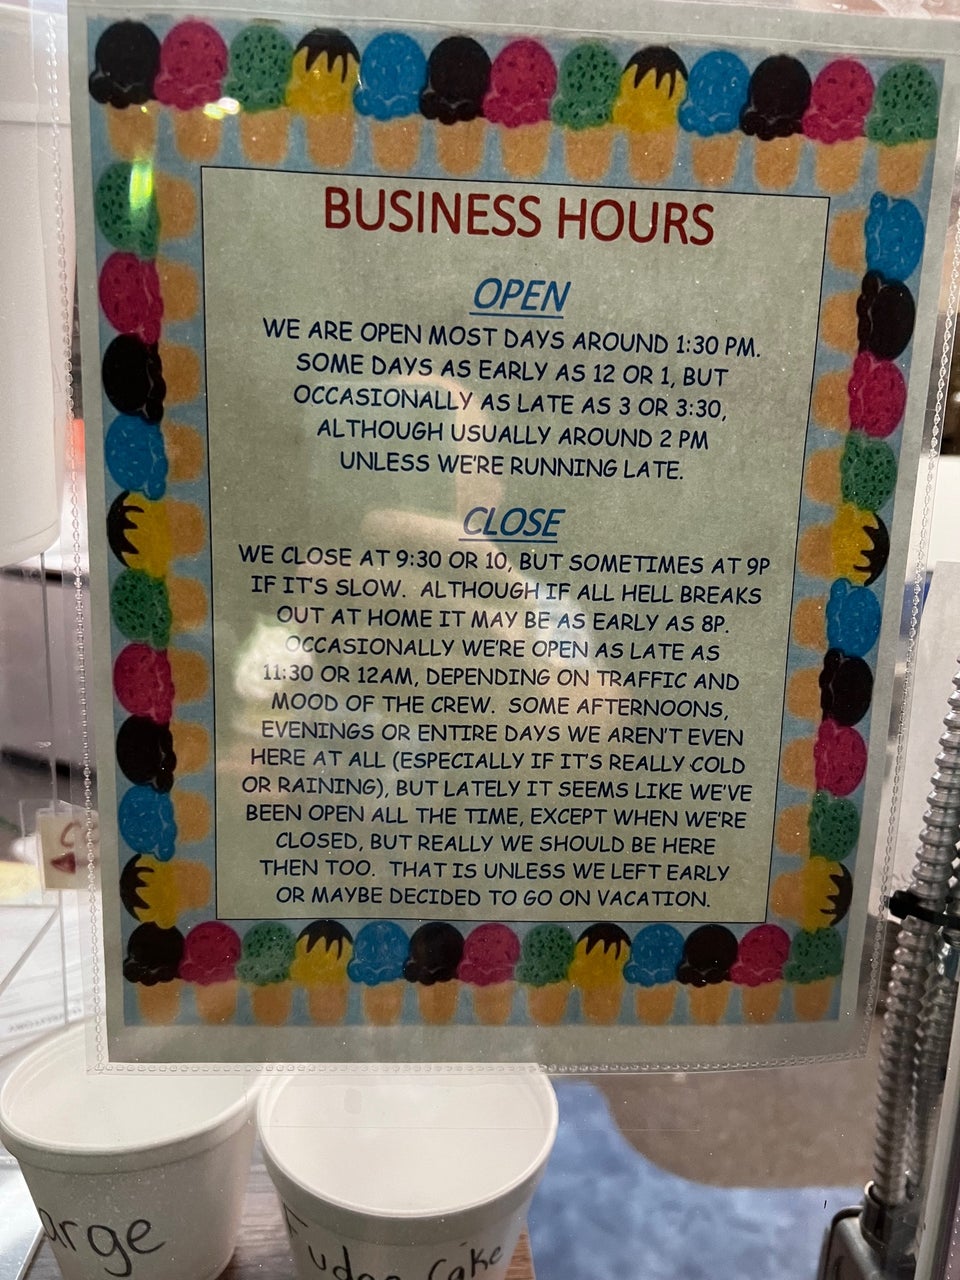 BUSINESS HOURS
OPEN
WE ARE OPEN MOST DAYS AROUND 1:30 PM.
SOME DAYS AS EARLY AS 12 OR 1, BUT
OCCASIONALLY AS LATE AS 3 OR 3:30,
ALTHOUGH USUALLY AROUND 2 PM
UNLESS WE'RE RUNNING LATE.
CLOSE
WE CLOSE AT 9:30 OR 10, BUT SOMETIMES AT 9P
IF IT'S SLOW. ALTHOUGH IF ALL HELL BREAKS
OUT AT HOME IT MAY BE AS EARLY AS 8P.
OCCASIONALLY WE'RE OPEN AS LATE AS
11:30 OR 12AM, DEPENDING ON TRAFFIC AND
MOOD OF THE CREW. SOME AFTERNOONS,
EVENINGS OR ENTIRE DAYS WE AREN'T EVEN
HERE AT ALL (ESPECIALLY IF IT'S REALLY COLD
OR RAINING), BUT LATELY IT SEEMS LIKE WE'VE
BEEN OPEN ALL THE TIME, EXCEPT WHEN WE'RE
CLOSED, BUT REALLY WE SHOULD BE HERE
THEN TOO. THAT IS UNLESS WE LEFT EARLY
OR MAYBE DECIDED TO GO ON VACATION.
arge
Cake